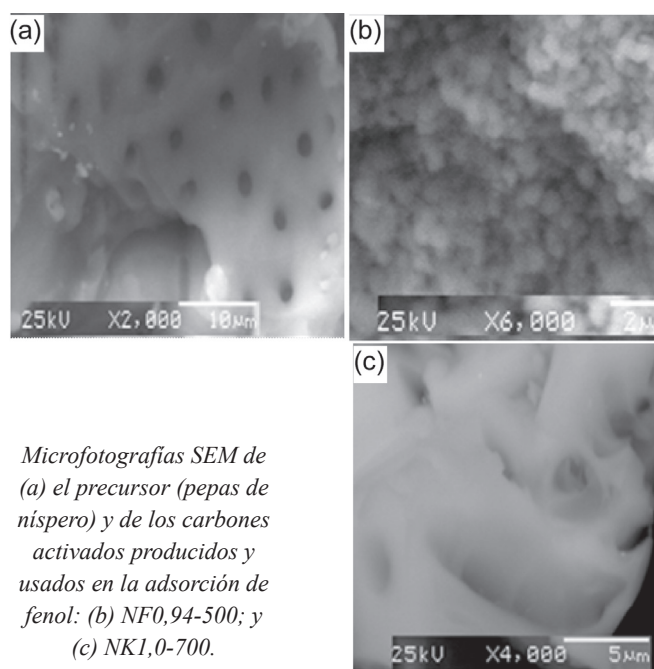 (a)
25kV X2,000 10μm
(b)
25kV X6,000 2μ
(c)
25kV X4,000 5μm
Microfotografías SEM de
(a) el precursor (pepas de
níspero) y de los carbones
activados producidos y
usados en la adsorción de
fenol: (b) NF0,94-500; y
(c) NK1,0-700.